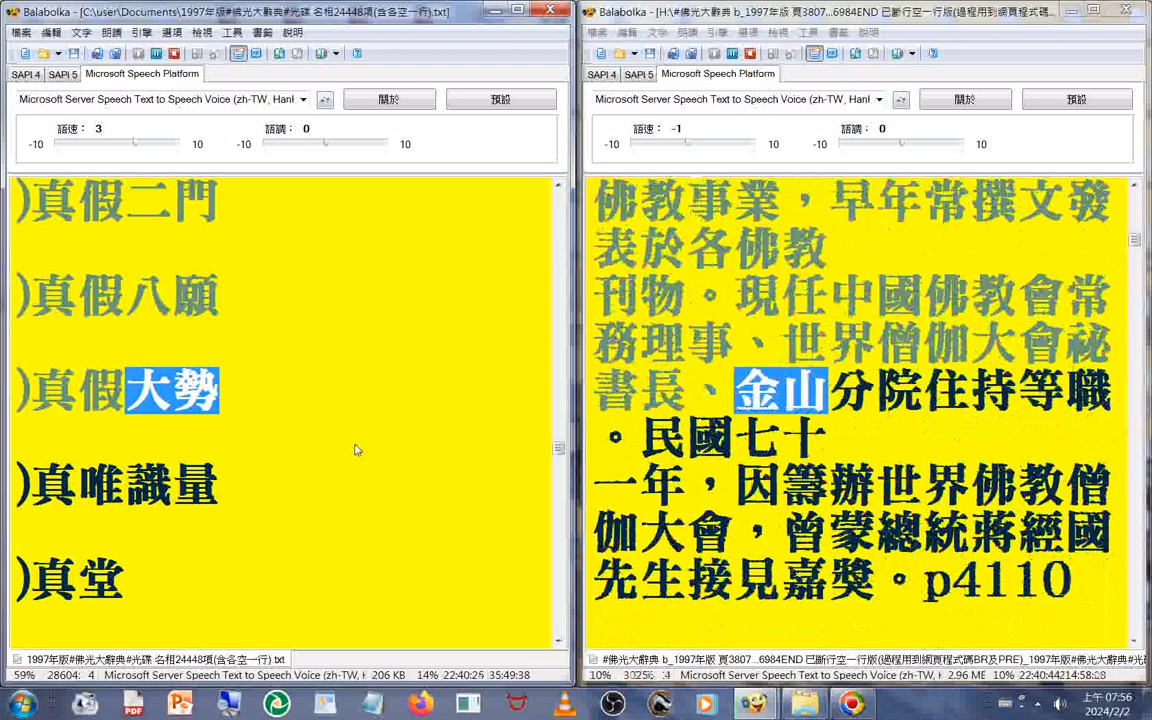 Balabolka - [C:\user\Documents\1997年版#佛光大辭典#光碟 名相24448項(含各空一行).txt]
檔案 編輯 文字 朗讀 引擎 選項 檢視 工具 書籤 說明
SAPI 4 SAPI 5 Microsoft Speech Platform
Microsoft Server Speech Text to Speech Voice (zh-TW, Hanl 關於 預設
語速： 3 語調： 0
-10 10 -10 10
)真假二門
)真假八願
)真假大勢
)真唯識量
)真堂
1997年版#佛光大辭典#光碟 名相24448項(含各空一行).txt
59% 28604: 4 Microsoft Server Speech Text to Speech Voice (zh-TW, H 206 KB 14% 22:40:26 35:49:38
Balabolka - [H:\#佛光大辭典 b_1997年版 頁3807...6984END 已斷行空一行版(過程用到網頁程式碼...
檔案 編輯 文字 朗讀 引擎 選項 檢視 工具 書籤 說明
SAPI 4 SAPI 5 Microsoft Speech Platform
Microsoft Server Speech Text to Speech Voice (zh-TW, Hanl 關於 預設
語速： -1 語調： 0
-10 10 -10 10
佛教事業，早年常撰文發
表於各佛教
刊物。現任中國佛教會常
務理事、世界僧伽大會祕
書長、金山分院住持等職
。民國七十
一年，因籌辦世界佛教僧
伽大會，曾蒙總統蔣經國
先生接見嘉獎。p4110
#佛光大辭典 b_1997年版 頁3807...6984END 已斷行空一行版(過程用到網頁程式碼BR及PRE)_1997年版#光
10% Microsoft Server Speech Text to Speech Voice (zh-TW, H 2.96 ME 10%
上午 07:56
2024/2/2